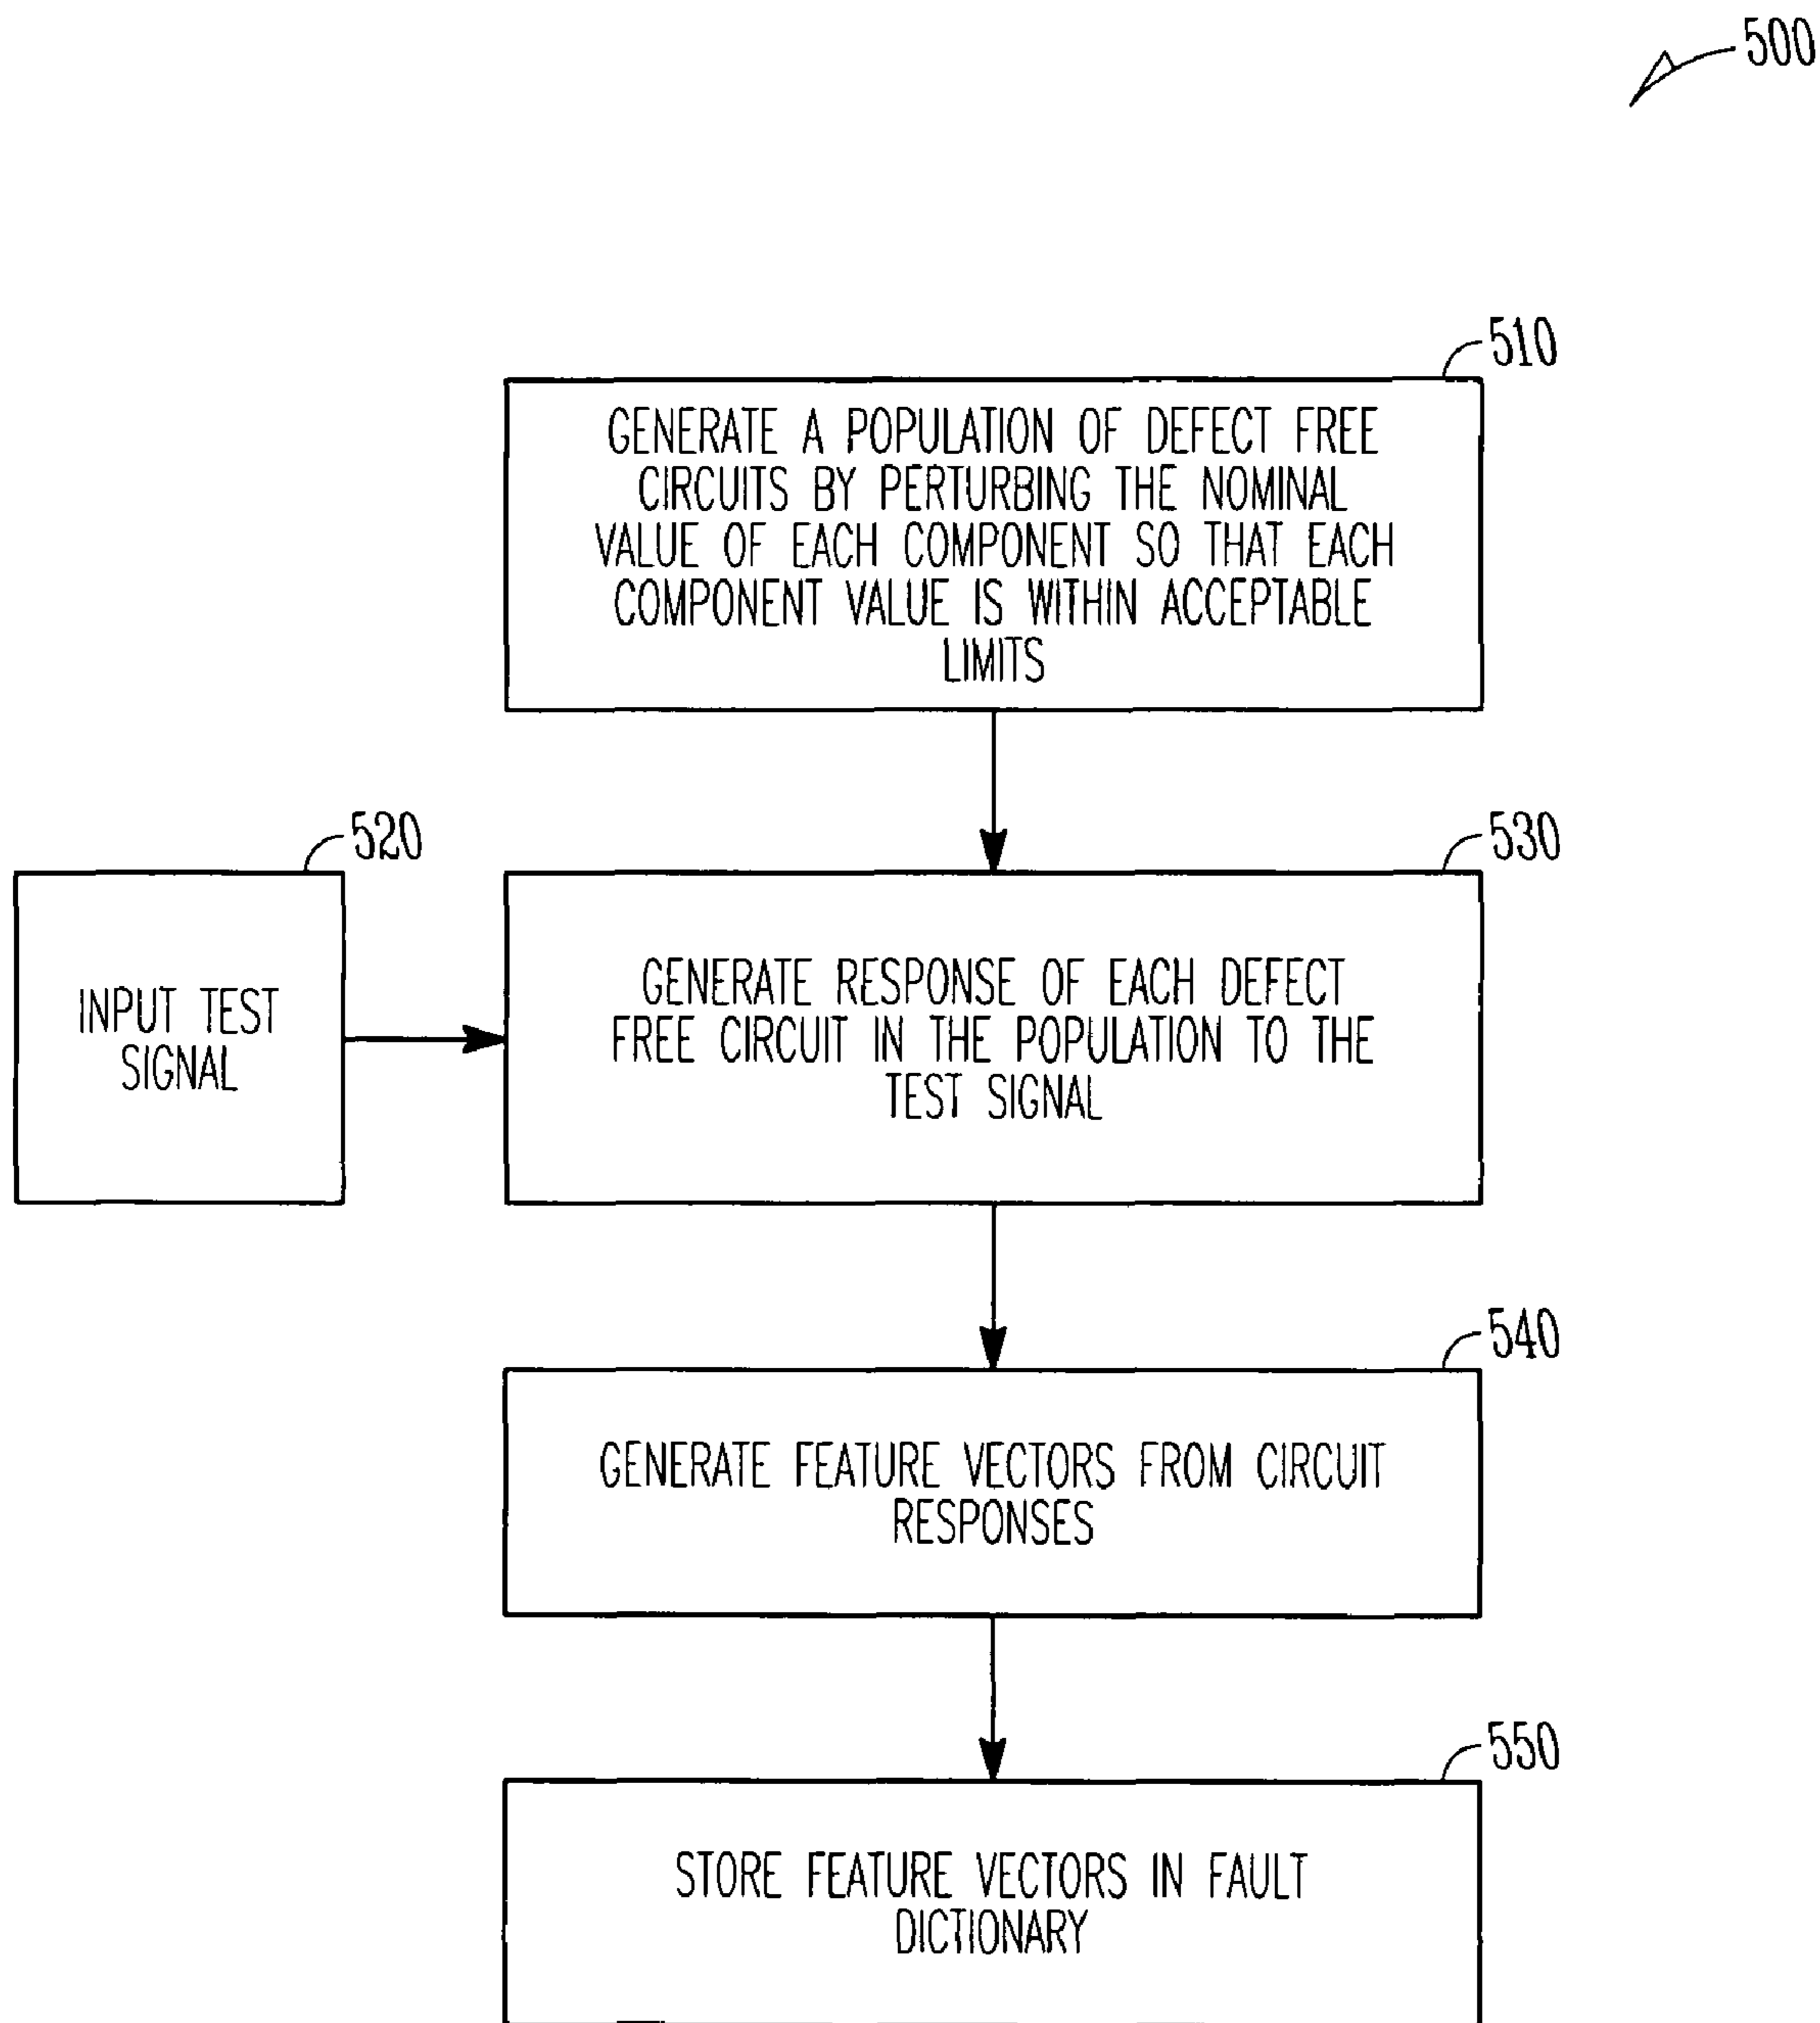 500
510
GENERATE A POPULATION OF DEFECT FREE
CIRCUITS BY PERTURBING THE NOMINAL
VALUE OF EACH COMPONENT SO THAT EACH
COMPONENT VALUE IS WITHIN ACCEPTABLE
LIMITS
520
INPUT TEST
SIGNAL
530
GENERATE RESPONSE OF EACH DEFECT
FREE CIRCUIT IN THE POPULATION TO THE
TEST SIGNAL
540
GENERATE FEATURE VECTORS FROM CIRCUIT
RESPONSES
550
STORE FEATURE VECTORS IN FAULT
DICTIONARY